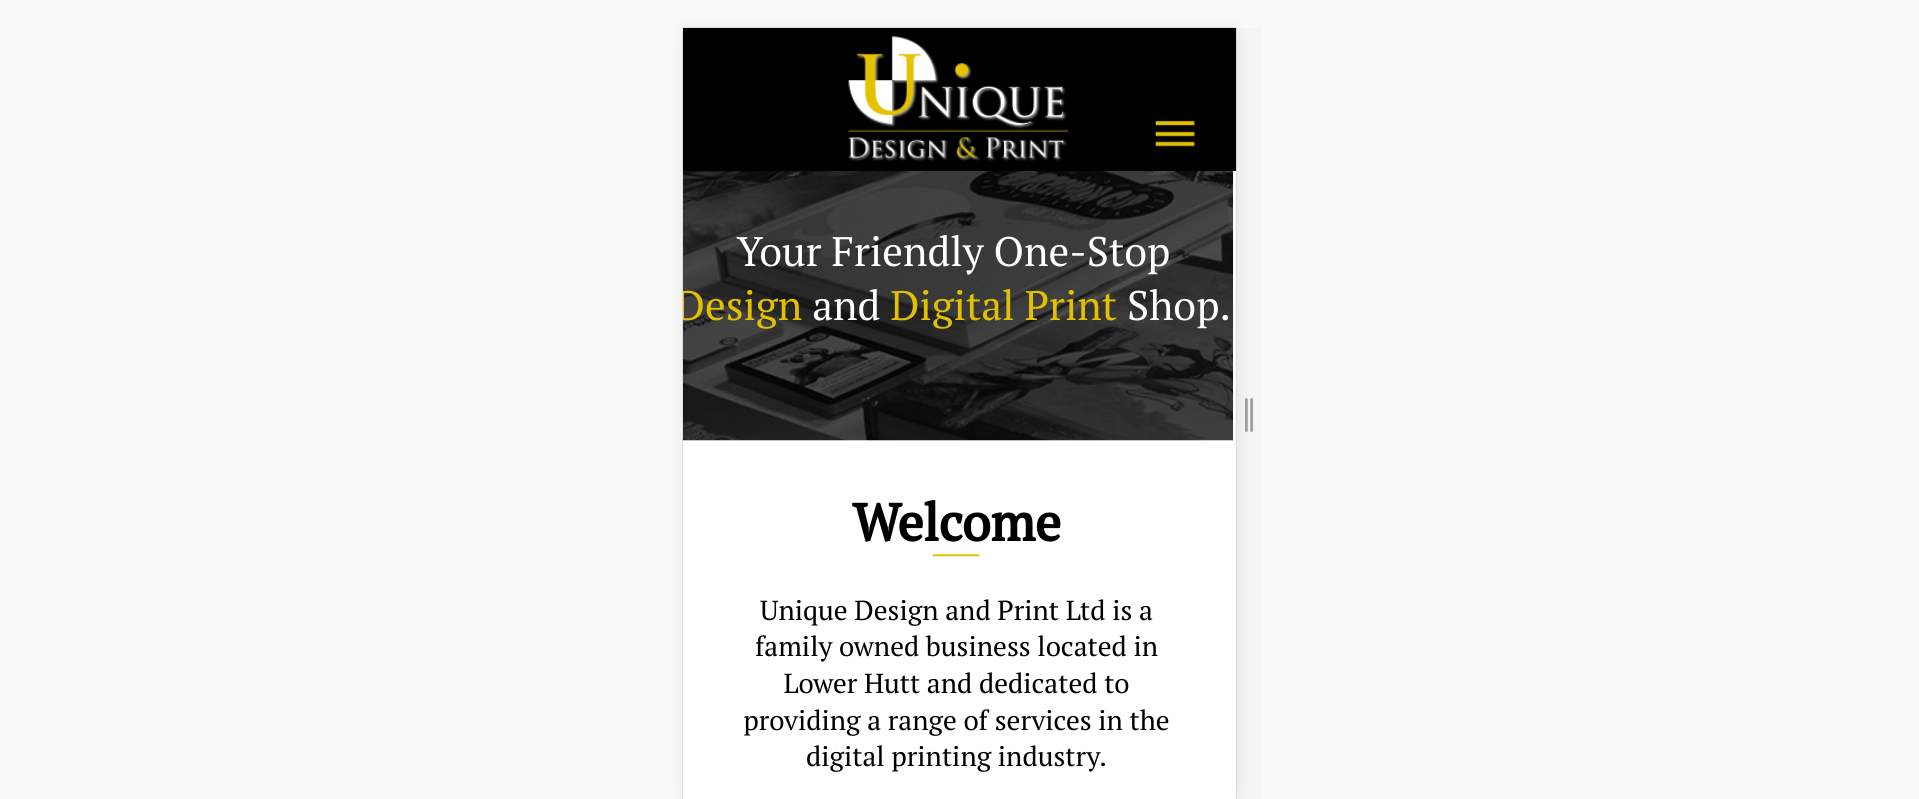 UNIQUE
DESIGN & PRINT
Your Friendly One-Stop
Design and Digital Print Shop.
Welcome
Unique Design and Print Ltd is a
family owned business located in
Lower Hutt and dedicated to
providing a range of services in the
digital printing industry.